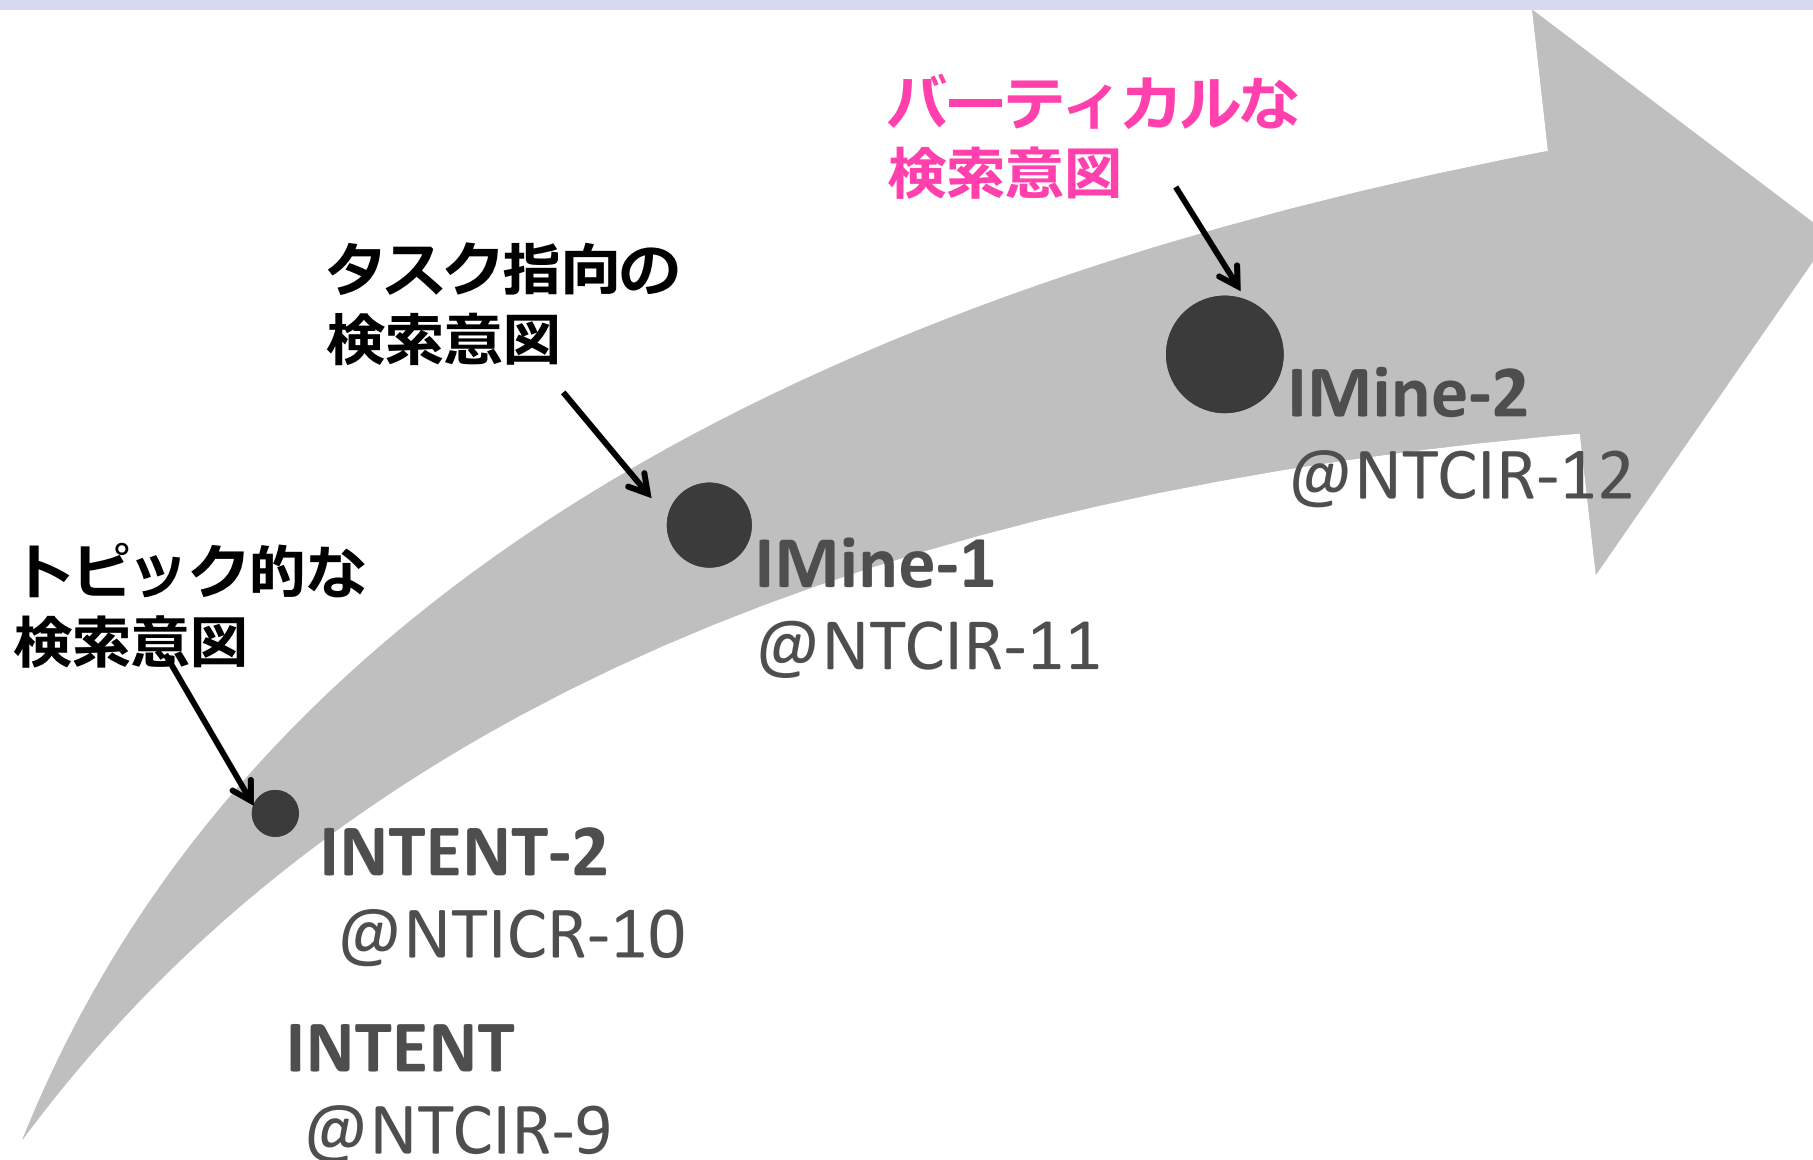 バーティカルな
検索意図
タスク指向の
検索意図
IMine-2
@NTCIR-12
トピック的な
検索意図
IMine-1
@NTCIR-11
INTENT-2
@NTICR-10
INTENT
@NTCIR-9